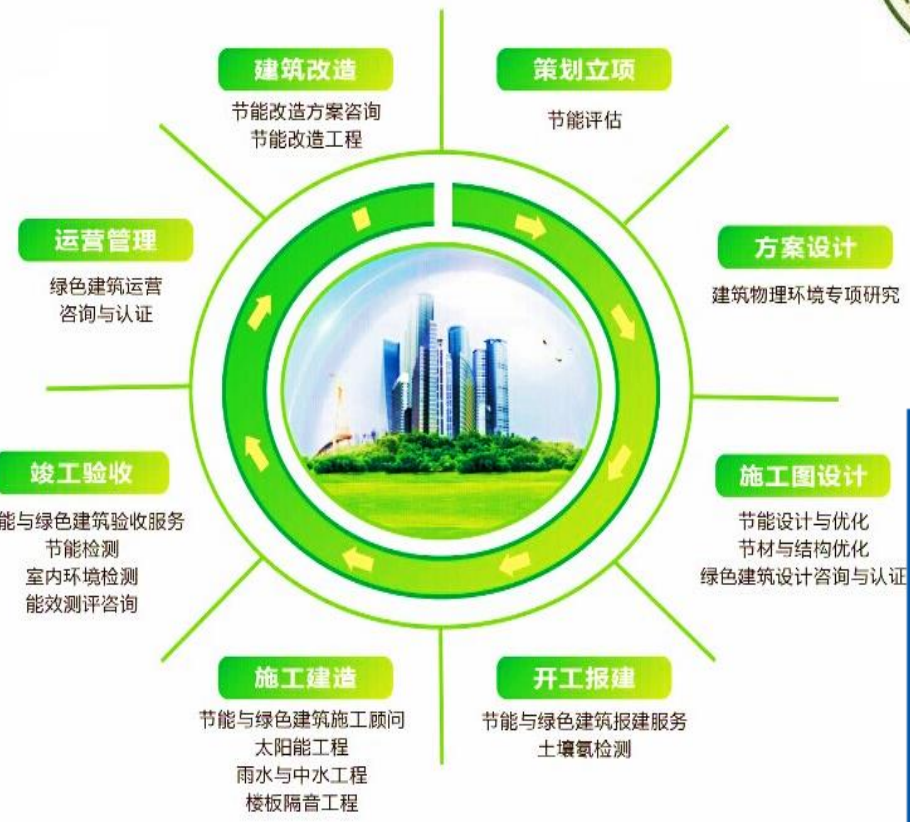 建筑改造
节能改造方案咨询
节能改造工程
策划立项
节能评估
方案设计
建筑物理环境专项研究
施工图设计
节能设计与优化
节材与结构优化
绿色建筑设计咨询与认证
开工报建
节能与绿色建筑报建服务
土壤氡检测
施工建造
节能与绿色建筑施工顾问
太阳能工程
雨水与中水工程
楼板隔音工程
竣工验收
能与绿色建筑验收服务
节能检测
室内环境检测
能效测评咨询
运营管理
绿色建筑运营
咨询与认证